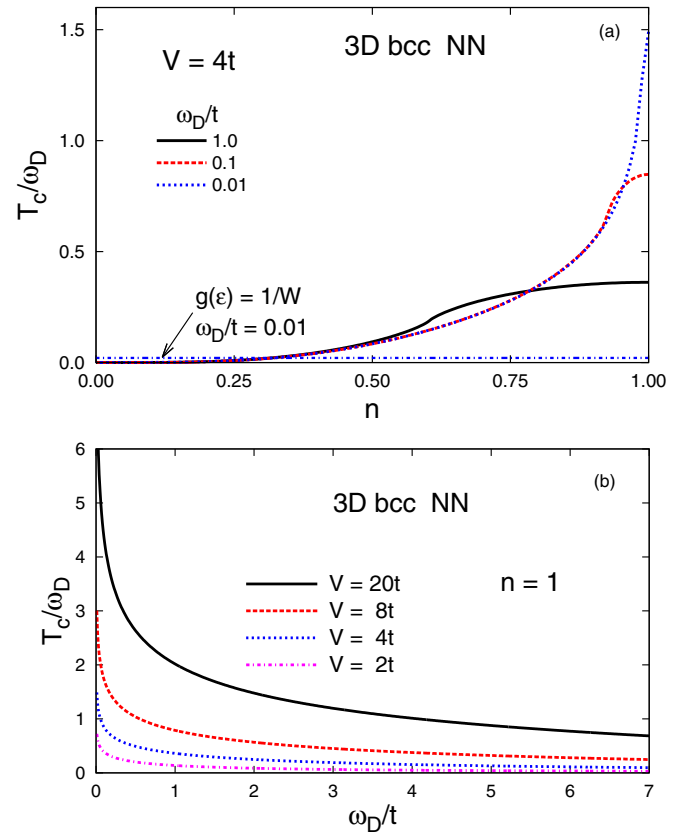 (a)
3D bcc NN
V = 4t
ω_D/t
1.0
0.1
0.01
g(ε) = 1/W
ω_D/t = 0.01
T_c/ω_D
1.5
1.0
0.5
0.0
0.00 0.25 0.50 0.75 1.00
n
(b)
3D bcc NN
n = 1
V = 20t
V = 8t
V = 4t
V = 2t
T_c/ω_D
6
5
4
3
2
1
0
0 1 2 3 4 5 6 7
ω_D/t